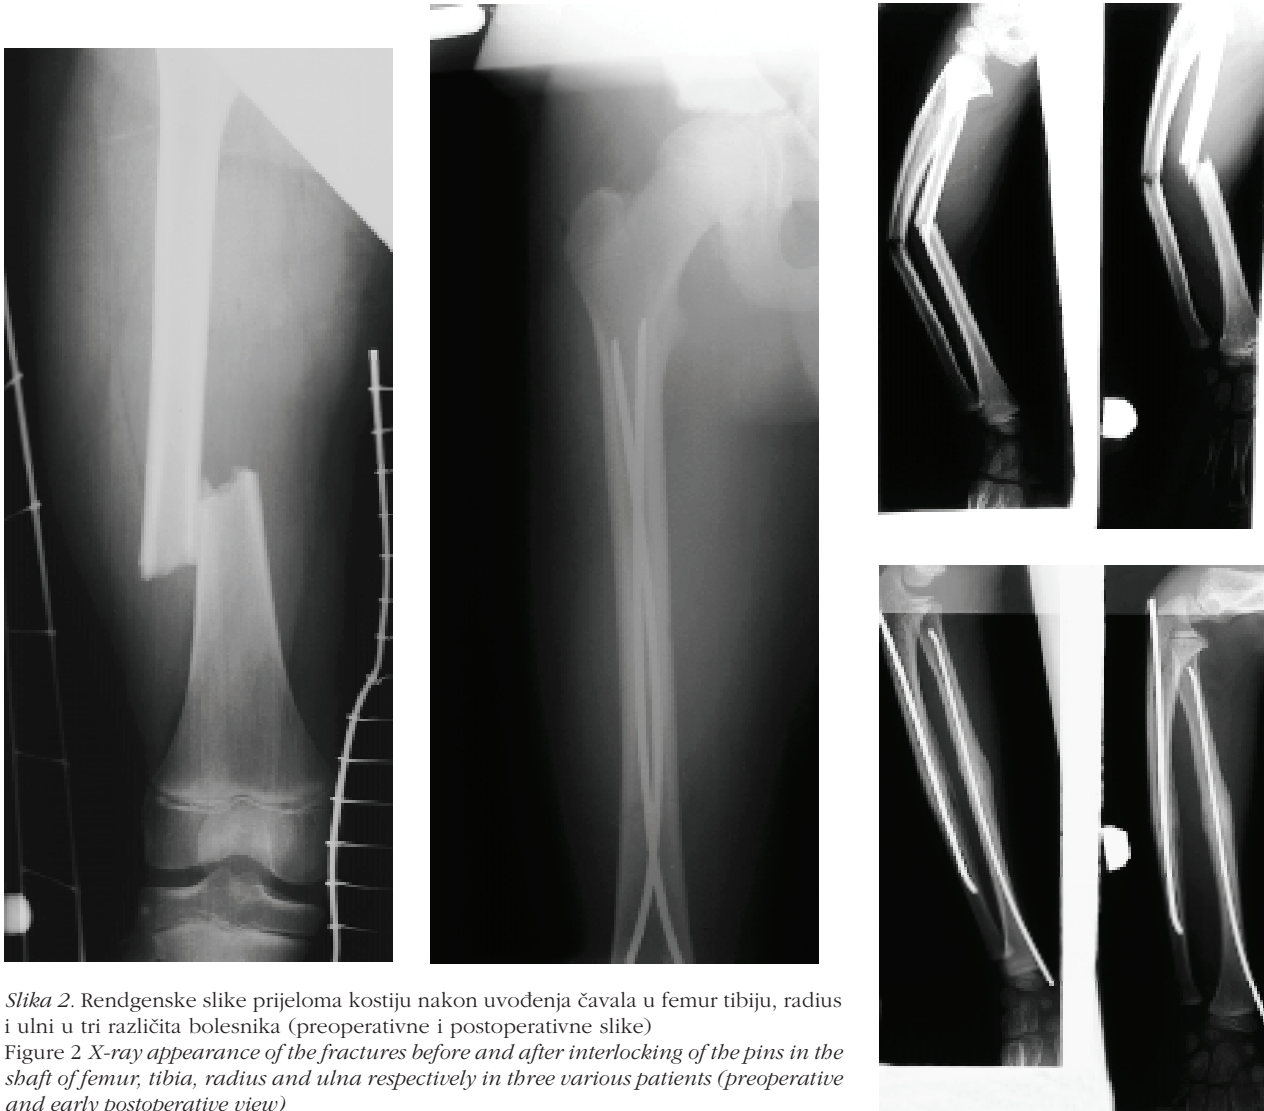 Slika 2. Rendgenske slike prijeloma kostiju nakon uvođenja čavala u femur tibiju, radius
i ulni u tri različita bolesnika (preoperativne i postoperativne slike)
Figure 2 X-ray appearance of the fractures before and after interlocking of the pins in the
shaft of femur, tibia, radius and ulna respectively in three various patients (preoperative
and early postoperative view)